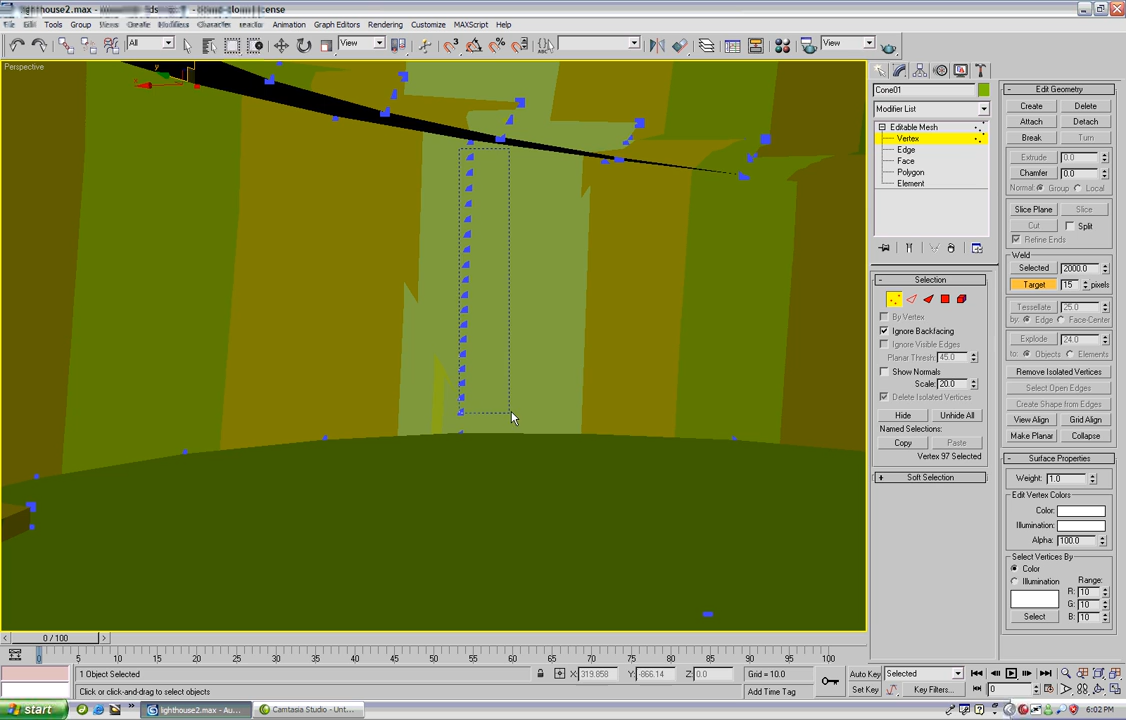 lighthouse2.max
Tools Group Animation Graph Editors Rendering Customize MAXScript Help
All View View
Perspective
Cone01
Modifier List
Editable Mesh
Vertex
Edge
Face
Polygon
Element
Selection
By Vertex
Ignore Backfacing
Ignore Visible Edges
Planar Thresh: 45.0
Show Normals
Scale: 20.0
Delete Isolated Vertices
Hide Unhide All
Named Selections:
Copy Paste
Vertex 97 Selected
Soft Selection
Edit Geometry
Create Delete
Attach Detach
Break Turn
Extrude 0.0
Chamfer 0.0
Normal: Group Local
Slice Plane Slice
Cut Split
Refine Ends
Weld
Selected 2000.0
Target 15 pixels
Tessellate 25.0
by: Edge Face-Center
Explode 24.0
to: Objects Elements
Remove Isolated Vertices
Select Open Edges
Create Shape from Edges
View Align Grid Align
Make Planar Collapse
Surface Properties
Weight: 1.0
Edit Vertex Colors
Color:
Illumination:
Alpha: 100.0
Select Vertices By
Color
Illumination
Range:
R: 10
G: 10
B: 10
Select
0 / 100
0 5 10 15 20 25 30 35 40 45 50 55 60 65 70 75 80 85 90 95 100
1 Object Selected X: 319.858 Y: -866.14 Z: 0.0 Grid = 10.0 Auto Key Selected
Click or click-and-drag to select objects Add Time Tag Set Key Key Filters... 0
start lighthouse2.max - Au... Camtasia Studio - Unt... 6:02 PM